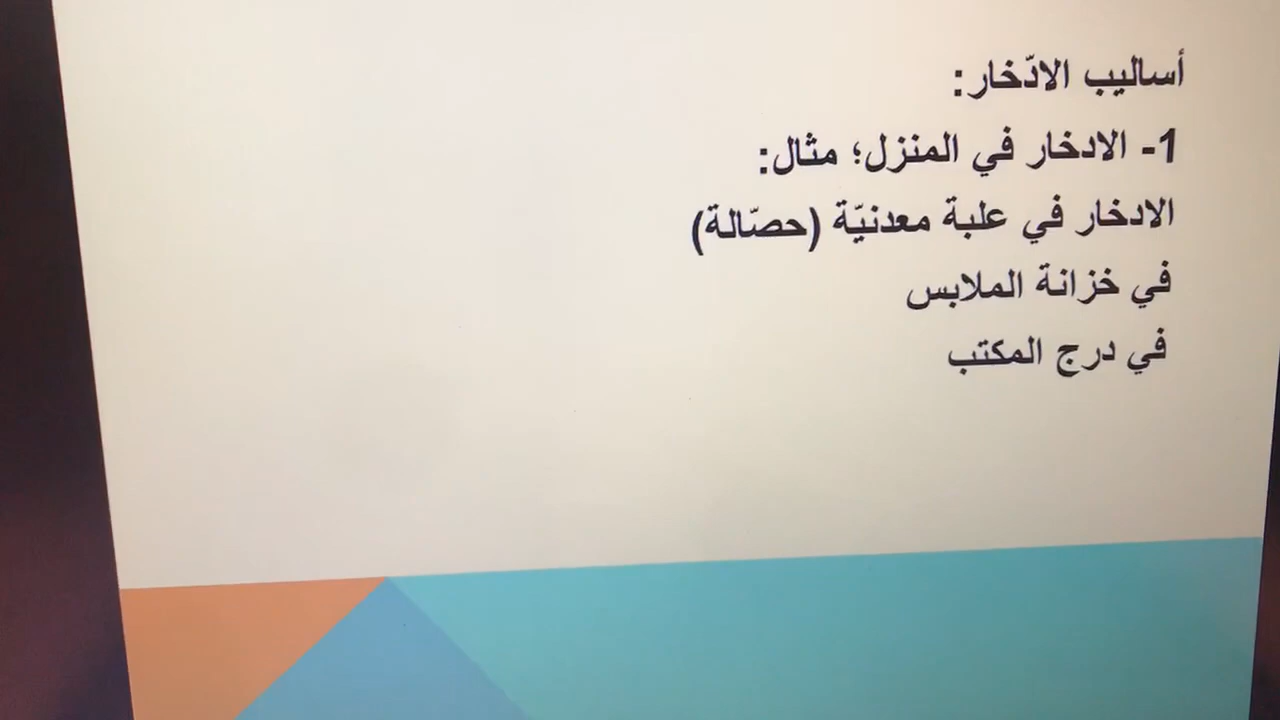 أساليب الادّخار:
1- الادخار في المنزل؛ مثال:
الادخار في علبة معدنيّة (حصّالة)
في خزانة الملابس
في درج المكتب